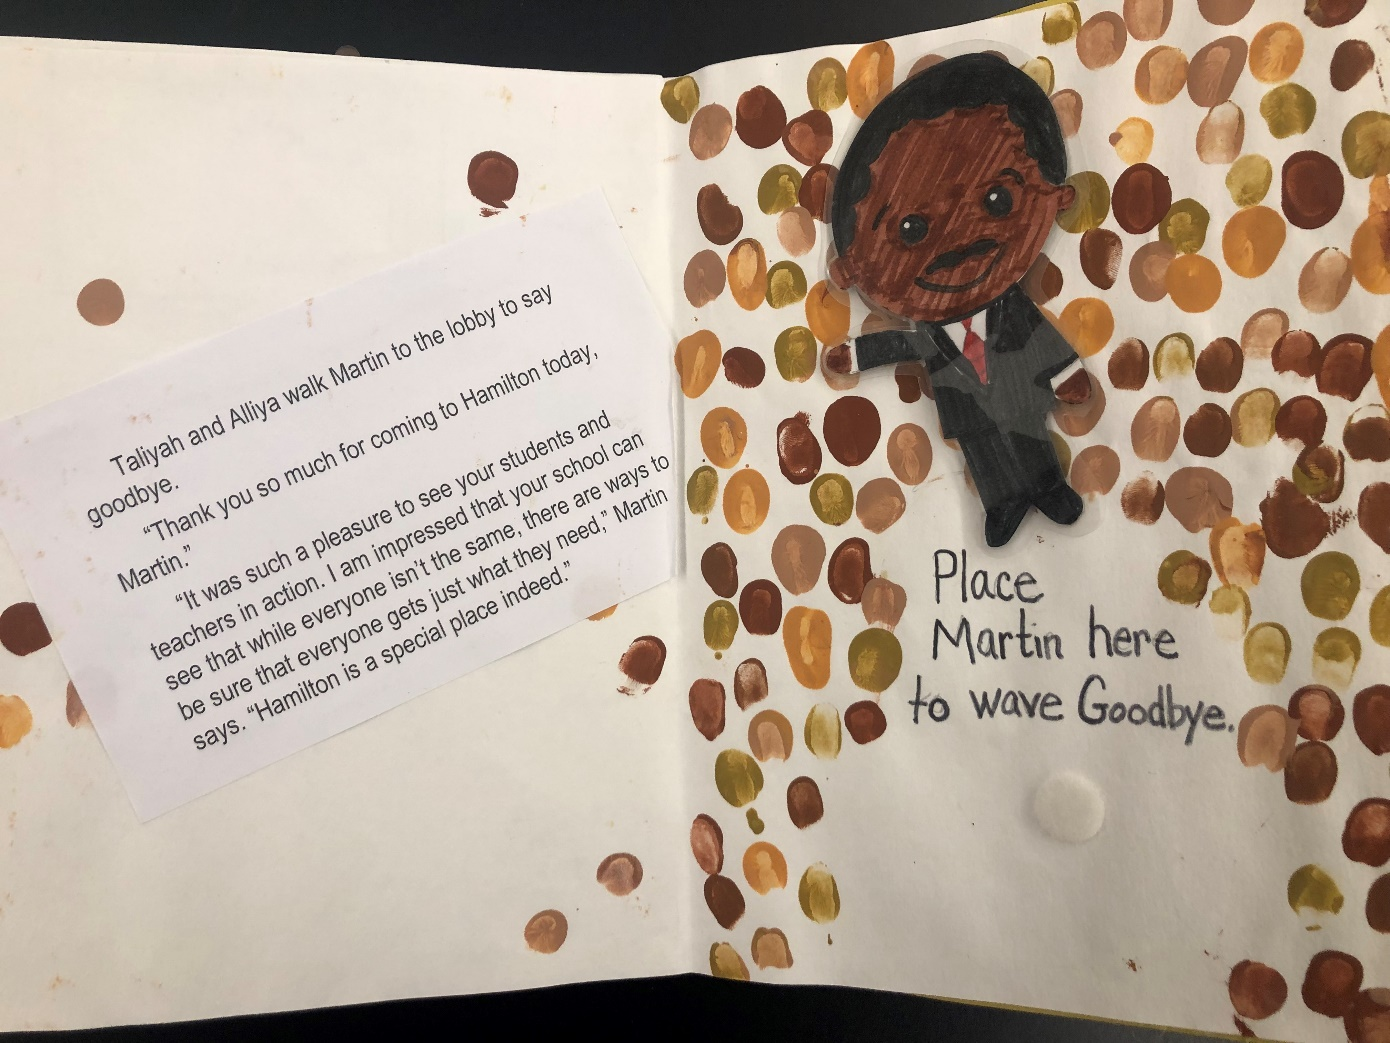 Taliyah and Alliya walk Martin to the lobby to say
goodbye.
“Thank you so much for coming to Hamilton today,
Martin.”
“It was such a pleasure to see your students and
teachers in action. I am impressed that your school can
see that while everyone isn’t the same, there are ways to
be sure that everyone gets just what they need,” Martin
says. “Hamilton is a special place indeed.”
Place
Martin here
to wave Goodbye.